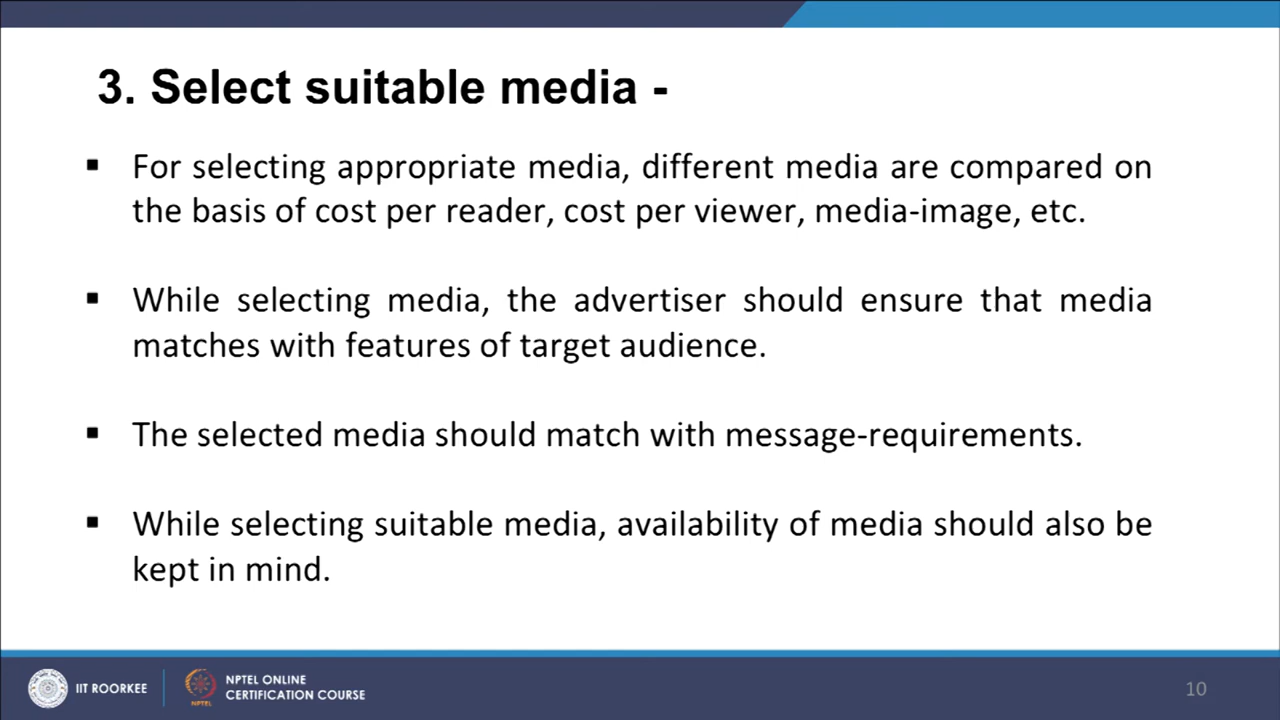 3. Select suitable media -
▪ For selecting appropriate media, different media are compared on
the basis of cost per reader, cost per viewer, media-image, etc.
▪ While selecting media, the advertiser should ensure that media
matches with features of target audience.
▪ The selected media should match with message-requirements.
▪ While selecting suitable media, availability of media should also be
kept in mind.
IIT ROORKEE
NPTEL
NPTEL ONLINE
CERTIFICATION COURSE
10